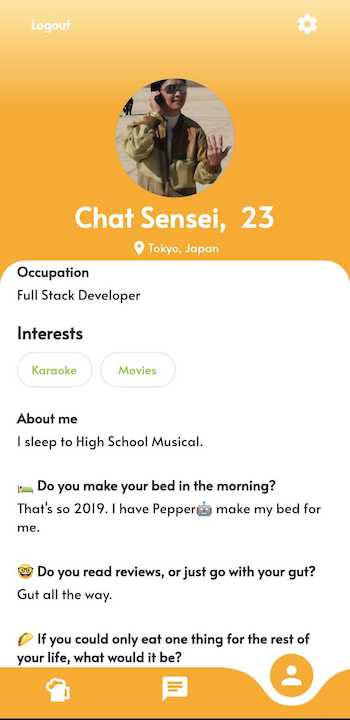 Logout
Chat Sensei, 23
Tokyo, Japan
Occupation
Full Stack Developer
Interests
Karaoke Movies
About me
I sleep to High School Musical.
🛏️ Do you make your bed in the morning?
That's so 2019. I have Pepper🤖 make my bed for
me.
🤓 Do you read reviews, or just go with your gut?
Gut all the way.
🌮 If you could only eat one thing for the rest of
your life, what would it be?